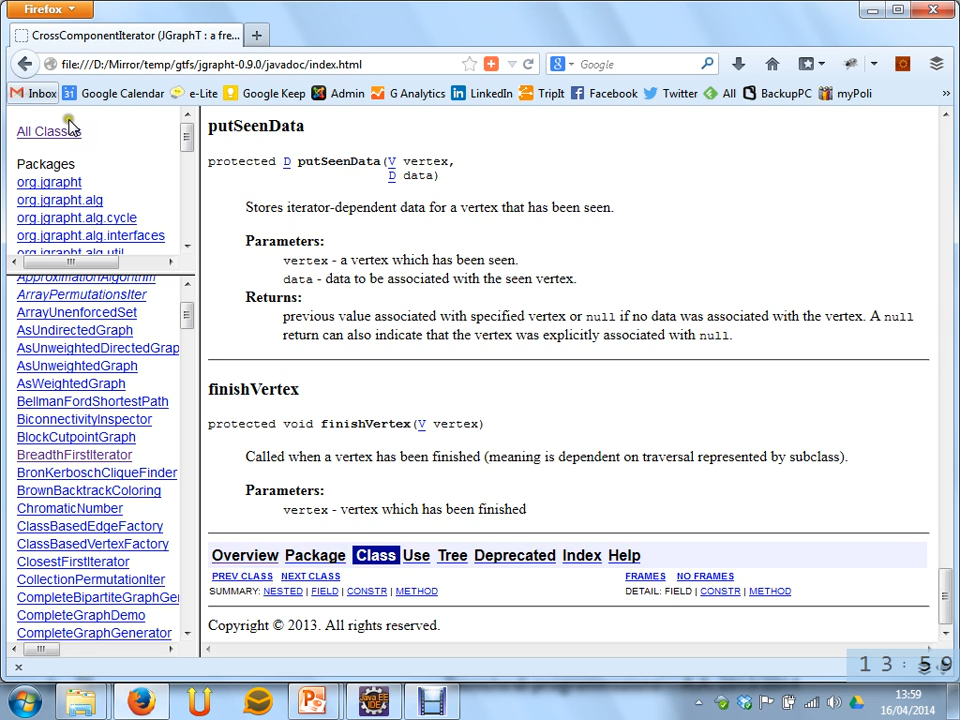 Firefox
CrossComponentIterator (JGraphT : a fre...
file:///D:/Mirror/temp/gtfs/jgrapht-0.9.0/javadoc/index.html
Google
Inbox
31 Google Calendar
e-Lite
Google Keep
Admin
G Analytics
LinkedIn
TripIt
Facebook
Twitter
All
BackupPC
myPoli
»
All Classes
Packages
org.jgrapht
org.jgrapht.alg
org.jgrapht.alg.cycle
org.jgrapht.alg.interfaces
org.jgrapht.alg.util
ApproximationAlgorithm
ArrayPermutationsIter
ArrayUnenforcedSet
AsUndirectedGraph
AsUnweightedDirectedGrap
AsUnweightedGraph
AsWeightedGraph
BellmanFordShortestPath
BiconnectivityInspector
BlockCutpointGraph
BreadthFirstIterator
BronKerboschCliqueFinder
BrownBacktrackColoring
ChromaticNumber
ClassBasedEdgeFactory
ClassBasedVertexFactory
ClosestFirstIterator
CollectionPermutationIter
CompleteBipartiteGraphGen
CompleteGraphDemo
CompleteGraphGenerator
putSeenData
protected D putSeenData(V vertex,
D data)
Stores iterator-dependent data for a vertex that has been seen.
Parameters:
vertex - a vertex which has been seen.
data - data to be associated with the seen vertex.
Returns:
previous value associated with specified vertex or null if no data was associated with the vertex. A null
return can also indicate that the vertex was explicitly associated with null.
finishVertex
protected void finishVertex(V vertex)
Called when a vertex has been finished (meaning is dependent on traversal represented by subclass).
Parameters:
vertex - vertex which has been finished
Overview Package Class Use Tree Deprecated Index Help
PREV CLASS NEXT CLASS
FRAMES NO FRAMES
SUMMARY: NESTED | FIELD | CONSTR | METHOD
DETAIL: FIELD | CONSTR | METHOD
Copyright © 2013. All rights reserved.
13:59
13:59
16/04/2014